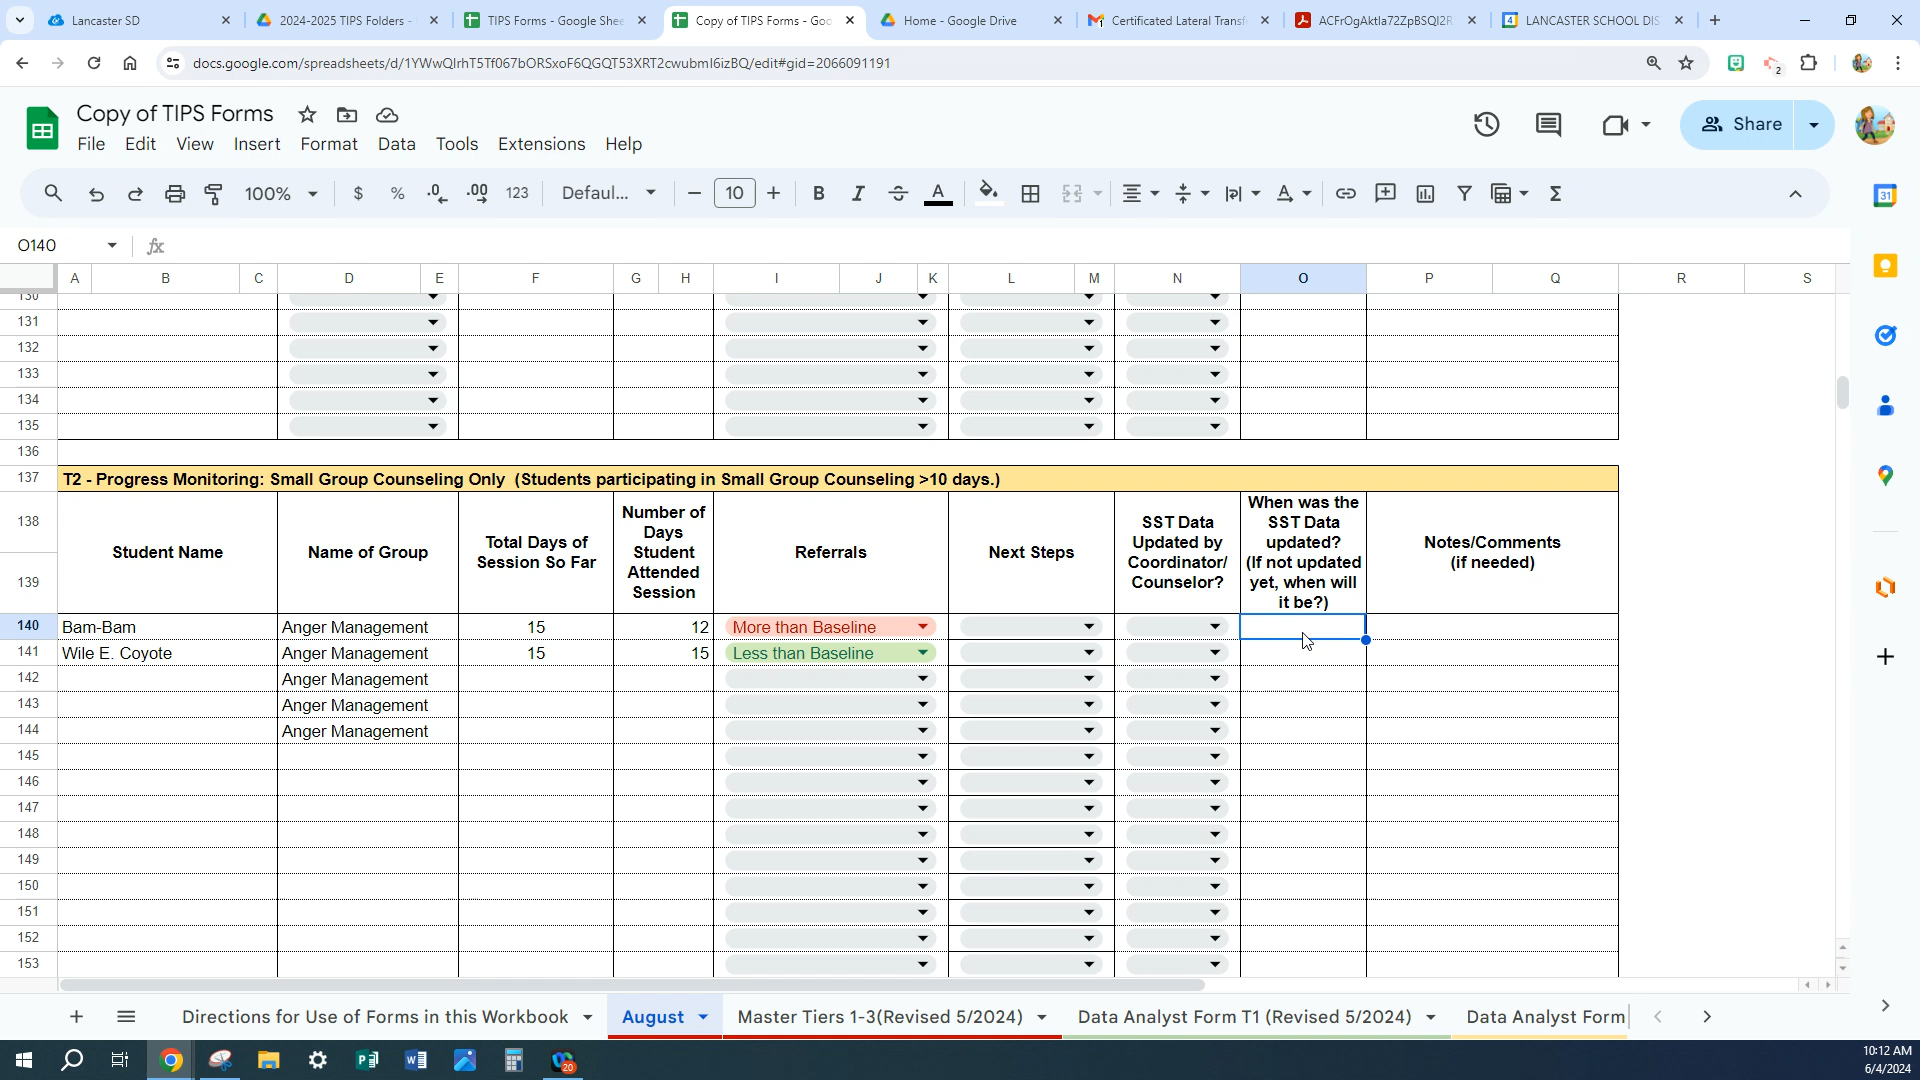 Lancaster SD
2024-2025 TIPS Folders -
TIPS Forms - Google Shee
Copy of TIPS Forms - Goo
Home - Google Drive
Certificated Lateral Transf
ACFrOgAktla72ZpBSQI2R
LANCASTER SCHOOL DIS
docs.google.com/spreadsheets/d/1YWwQIrhT5Tf067bORSxoF6QGQT53XRT2cwubmI6izBQ/edit#gid=2066091191
2
Copy of TIPS Forms
Share
File Edit View Insert Format Data Tools Extensions Help
100% $ % .0 .00 123 Defaul... 10 B I A
31
O140 fx
A B C D E F G H I J K L M N O P Q R S
130
131
132
133
134
135
136
137 T2 - Progress Monitoring: Small Group Counseling Only (Students participating in Small Group Counseling >10 days.)
138
139
Student Name
Name of Group
Total Days of
Session So Far
Number of
Days
Student
Attended
Session
Referrals
Next Steps
SST Data
Updated by
Coordinator/
Counselor?
When was the
SST Data
updated?
(If not updated
yet, when will
it be?)
Notes/Comments
(if needed)
140 Bam-Bam Anger Management 15 12 More than Baseline
141 Wile E. Coyote Anger Management 15 15 Less than Baseline
142 Anger Management
143 Anger Management
144 Anger Management
145
146
147
148
149
150
151
152
153
Directions for Use of Forms in this Workbook August Master Tiers 1-3(Revised 5/2024) Data Analyst Form T1 (Revised 5/2024) Data Analyst Form
20
10:12 AM
6/4/2024